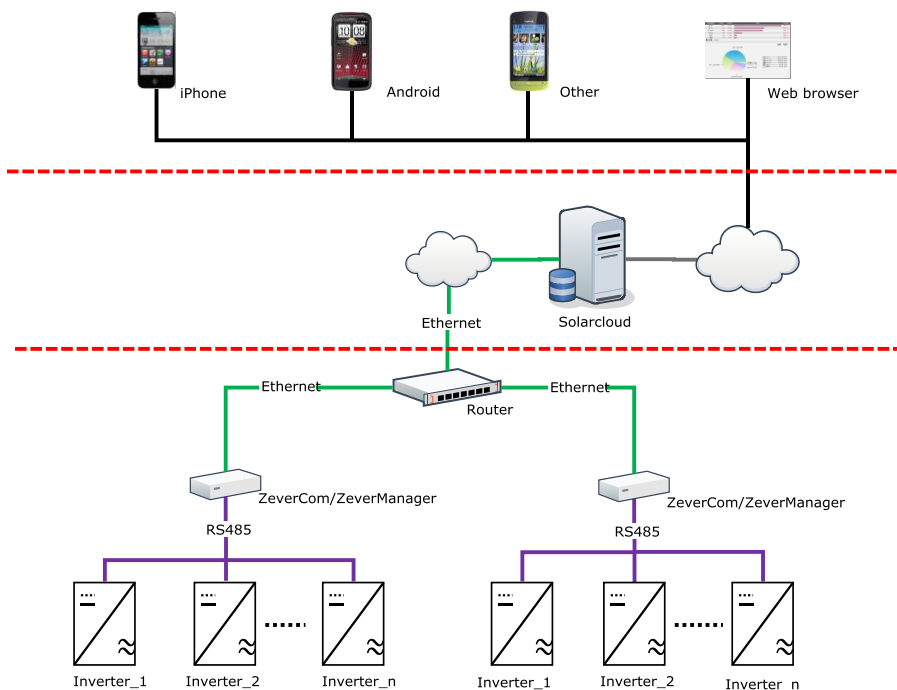 iPhone
Android
Other
Web browser
Ethernet
Solarcloud
Ethernet
Ethernet
Router
ZeverCom/ZeverManager
ZeverCom/ZeverManager
RS485
RS485
Inverter_1
Inverter_2
Inverter_n
Inverter_1
Inverter_2
Inverter_n